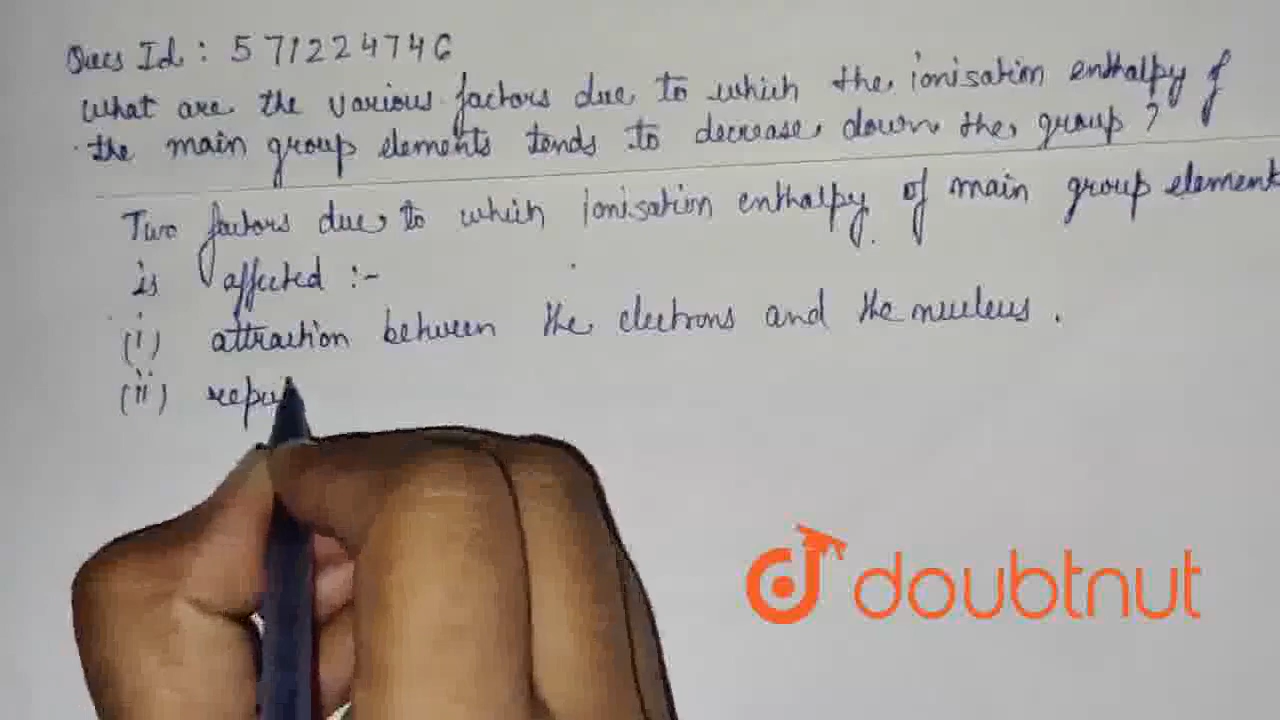 Ques Id : 571224746
What are the various factors due to which the ionisation enthalpy of
the main group elements tends to decrease down the group?
Two factors due to which ionisation enthalpy of main group element
is affected :-
(i) attraction between the electrons and the nucleus.
(ii) repu
doubtnut